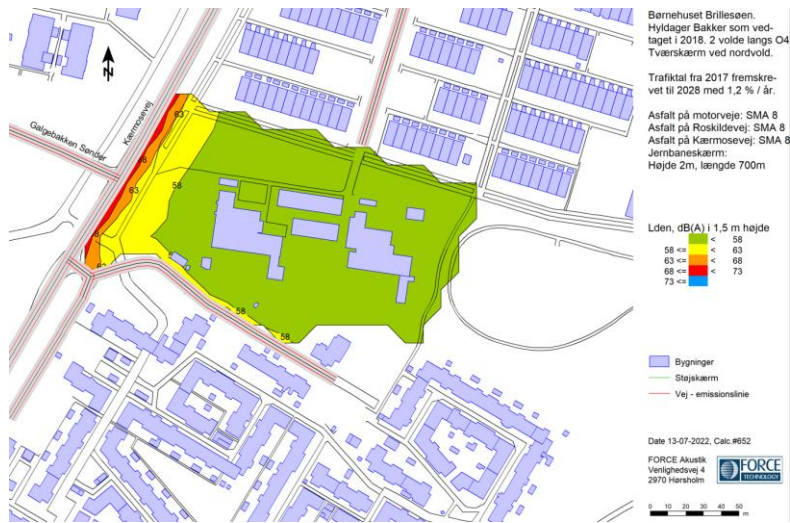 Børnehuset Brillesøen.
Hyldager Bakker som ved-
taget i 2018. 2 volde langs O4
Tværskærm ved nordvold.
Trafiktal fra 2017 fremskre-
vet til 2028 med 1,2 % / år.
Asfalt på motorveje: SMA 8
Asfalt på Roskildevej: SMA 8
Asfalt på Kærmosevej: SMA 8
Jernbaneskærm:
Højde 2m, længde 700m
N
Kærmosevej
Galgebakken Sønder
63
63
58
58
58
Lden, dB(A) i 1,5 m højde
< 58
58 <= < 63
63 <= < 68
68 <= < 73
73 <=
Bygninger
Støjskærm
Vej - emissionslinie
Date 13-07-2022, Calc.#652
FORCE Akustik
Venlighedsvej 4
2970 Hørsholm
FORCE
TECHNOLOGY
0 10 20 30 40 50
m